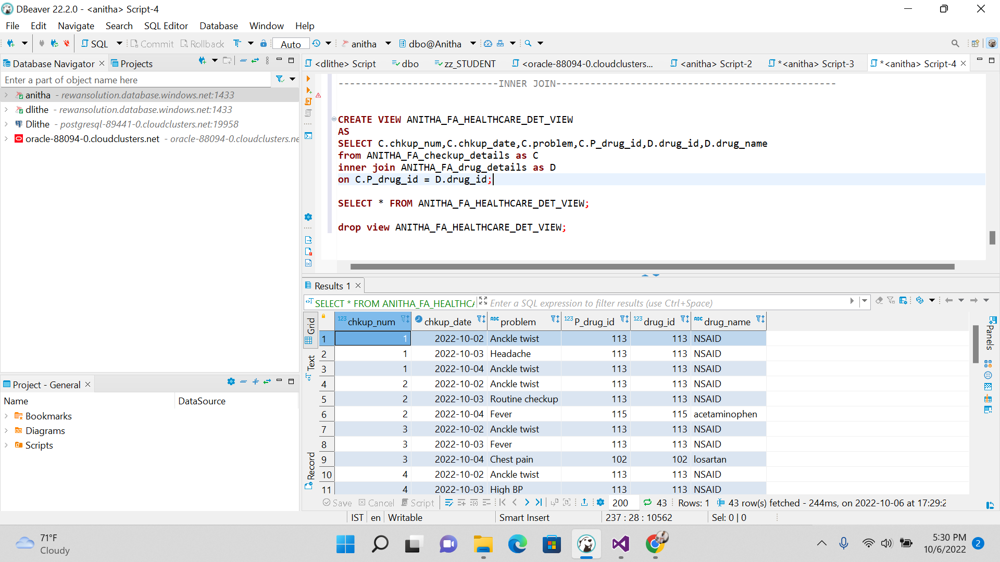 DBeaver 22.2.0 - <anitha> Script-4
File Edit Navigate Search SQL Editor Database Window Help
SQL Commit Rollback Auto anitha dbo@Anitha
Database Navigator Projects
<dlithe> Script dbo zz_STUDENT <oracle-88094-0.cloudclusters... <anitha> Script-2 *<anitha> Script-3 *<anitha> Script-4
Enter a part of object name here
anitha - rewansolution.database.windows.net:1433
dlithe - rewansolution.database.windows.net:1433
Dlithe - postgresql-89441-0.cloudclusters.net:19958
oracle-88094-0.cloudclusters.net - oracle-88094-0.cloudclusters.ne
----------------------------INNER JOIN-------------------------------------------------
CREATE VIEW ANITHA_FA_HEALTHCARE_DET_VIEW
AS
SELECT C.chkup_num,C.chkup_date,C.problem,C.P_drug_id,D.drug_id,D.drug_name
from ANITHA_FA_checkup_details as C
inner join ANITHA_FA_drug_details as D
on C.P_drug_id = D.drug_id;
SELECT * FROM ANITHA_FA_HEALTHCARE_DET_VIEW;
drop view ANITHA_FA_HEALTHCARE_DET_VIEW;
Project - General
Name DataSource
Bookmarks
Diagrams
Scripts
Results 1
SELECT * FROM ANITHA_FA_HEALTHCA Enter a SQL expression to filter results (use Ctrl+Space)
Grid
Text
Record
Panels
123 chkup_num chkup_date ABC problem 123 P_drug_id 123 drug_id ABC drug_name
1 1 2022-10-02 Anckle twist 113 113 NSAID
2 1 2022-10-03 Headache 113 113 NSAID
3 1 2022-10-04 Anckle twist 113 113 NSAID
4 2 2022-10-02 Anckle twist 113 113 NSAID
5 2 2022-10-03 Routine checkup 113 113 NSAID
6 2 2022-10-04 Fever 115 115 acetaminophen
7 3 2022-10-02 Anckle twist 113 113 NSAID
8 3 2022-10-03 Fever 113 113 NSAID
9 3 2022-10-04 Chest pain 102 102 losartan
10 4 2022-10-02 Anckle twist 113 113 NSAID
11 4 2022-10-03 High BP 113 113 NSAID
Save Cancel Script 200 43 Rows: 1 43 row(s) fetched - 244ms, on 2022-10-06 at 17:29:2
IST en Writable Smart Insert 237 : 28 : 10562 Sel: 0 | 0
71°F
Cloudy
5:30 PM
10/6/2022
2